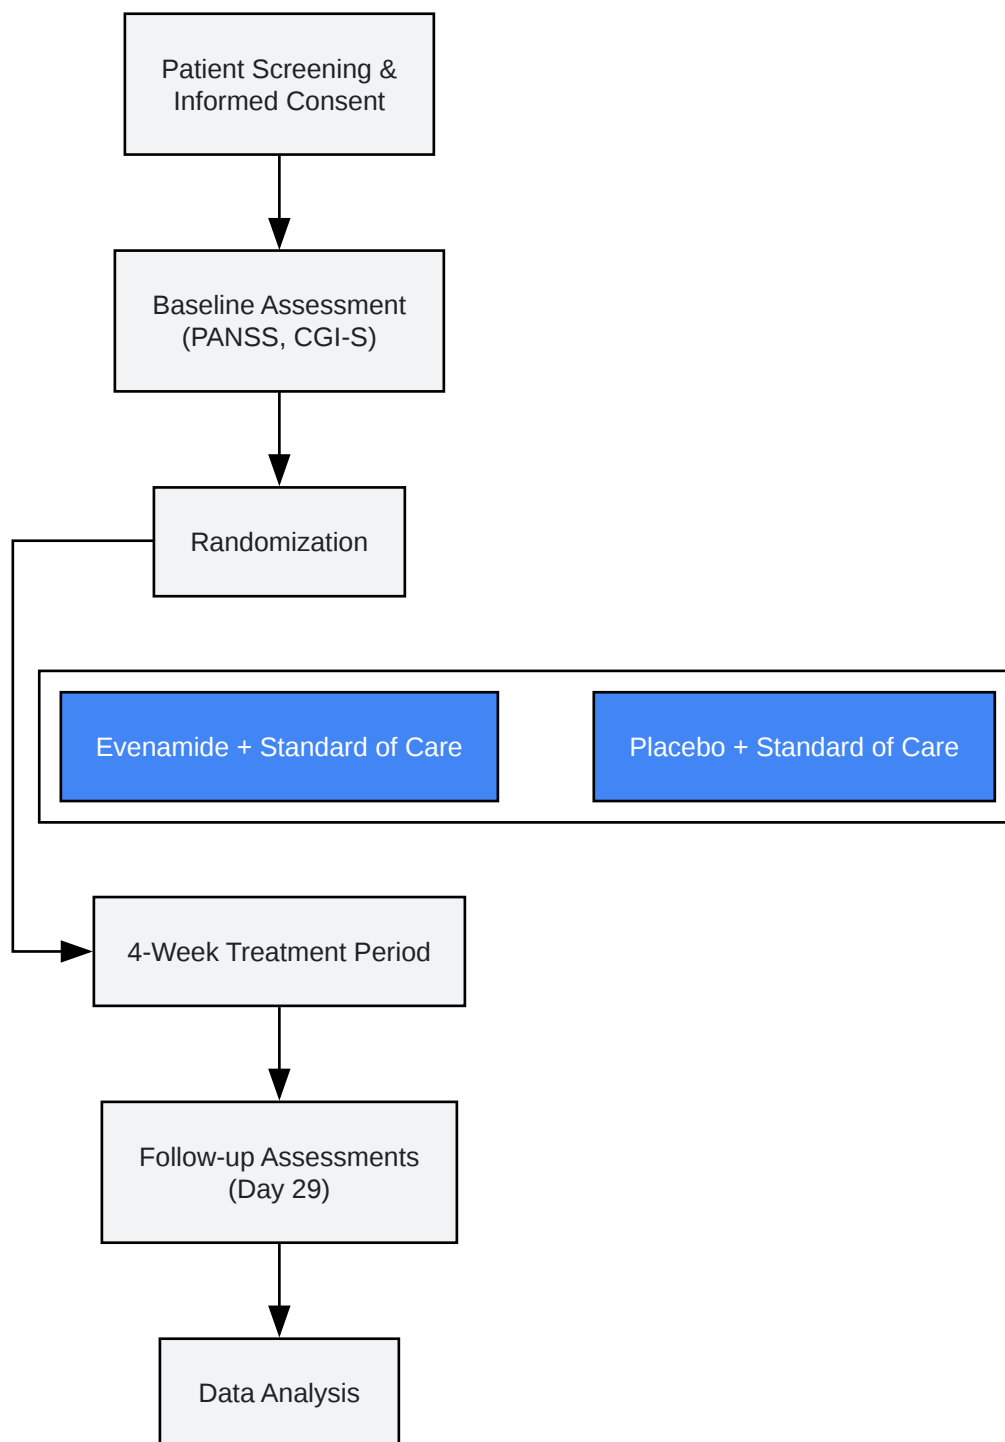 Patient Screening &
Informed Consent
Baseline Assessment
(PANSS, CGI-S)
Randomization
Evenamide + Standard of Care
Placebo + Standard of Care
4-Week Treatment Period
Follow-up Assessments
(Day 29)
Data Analysis